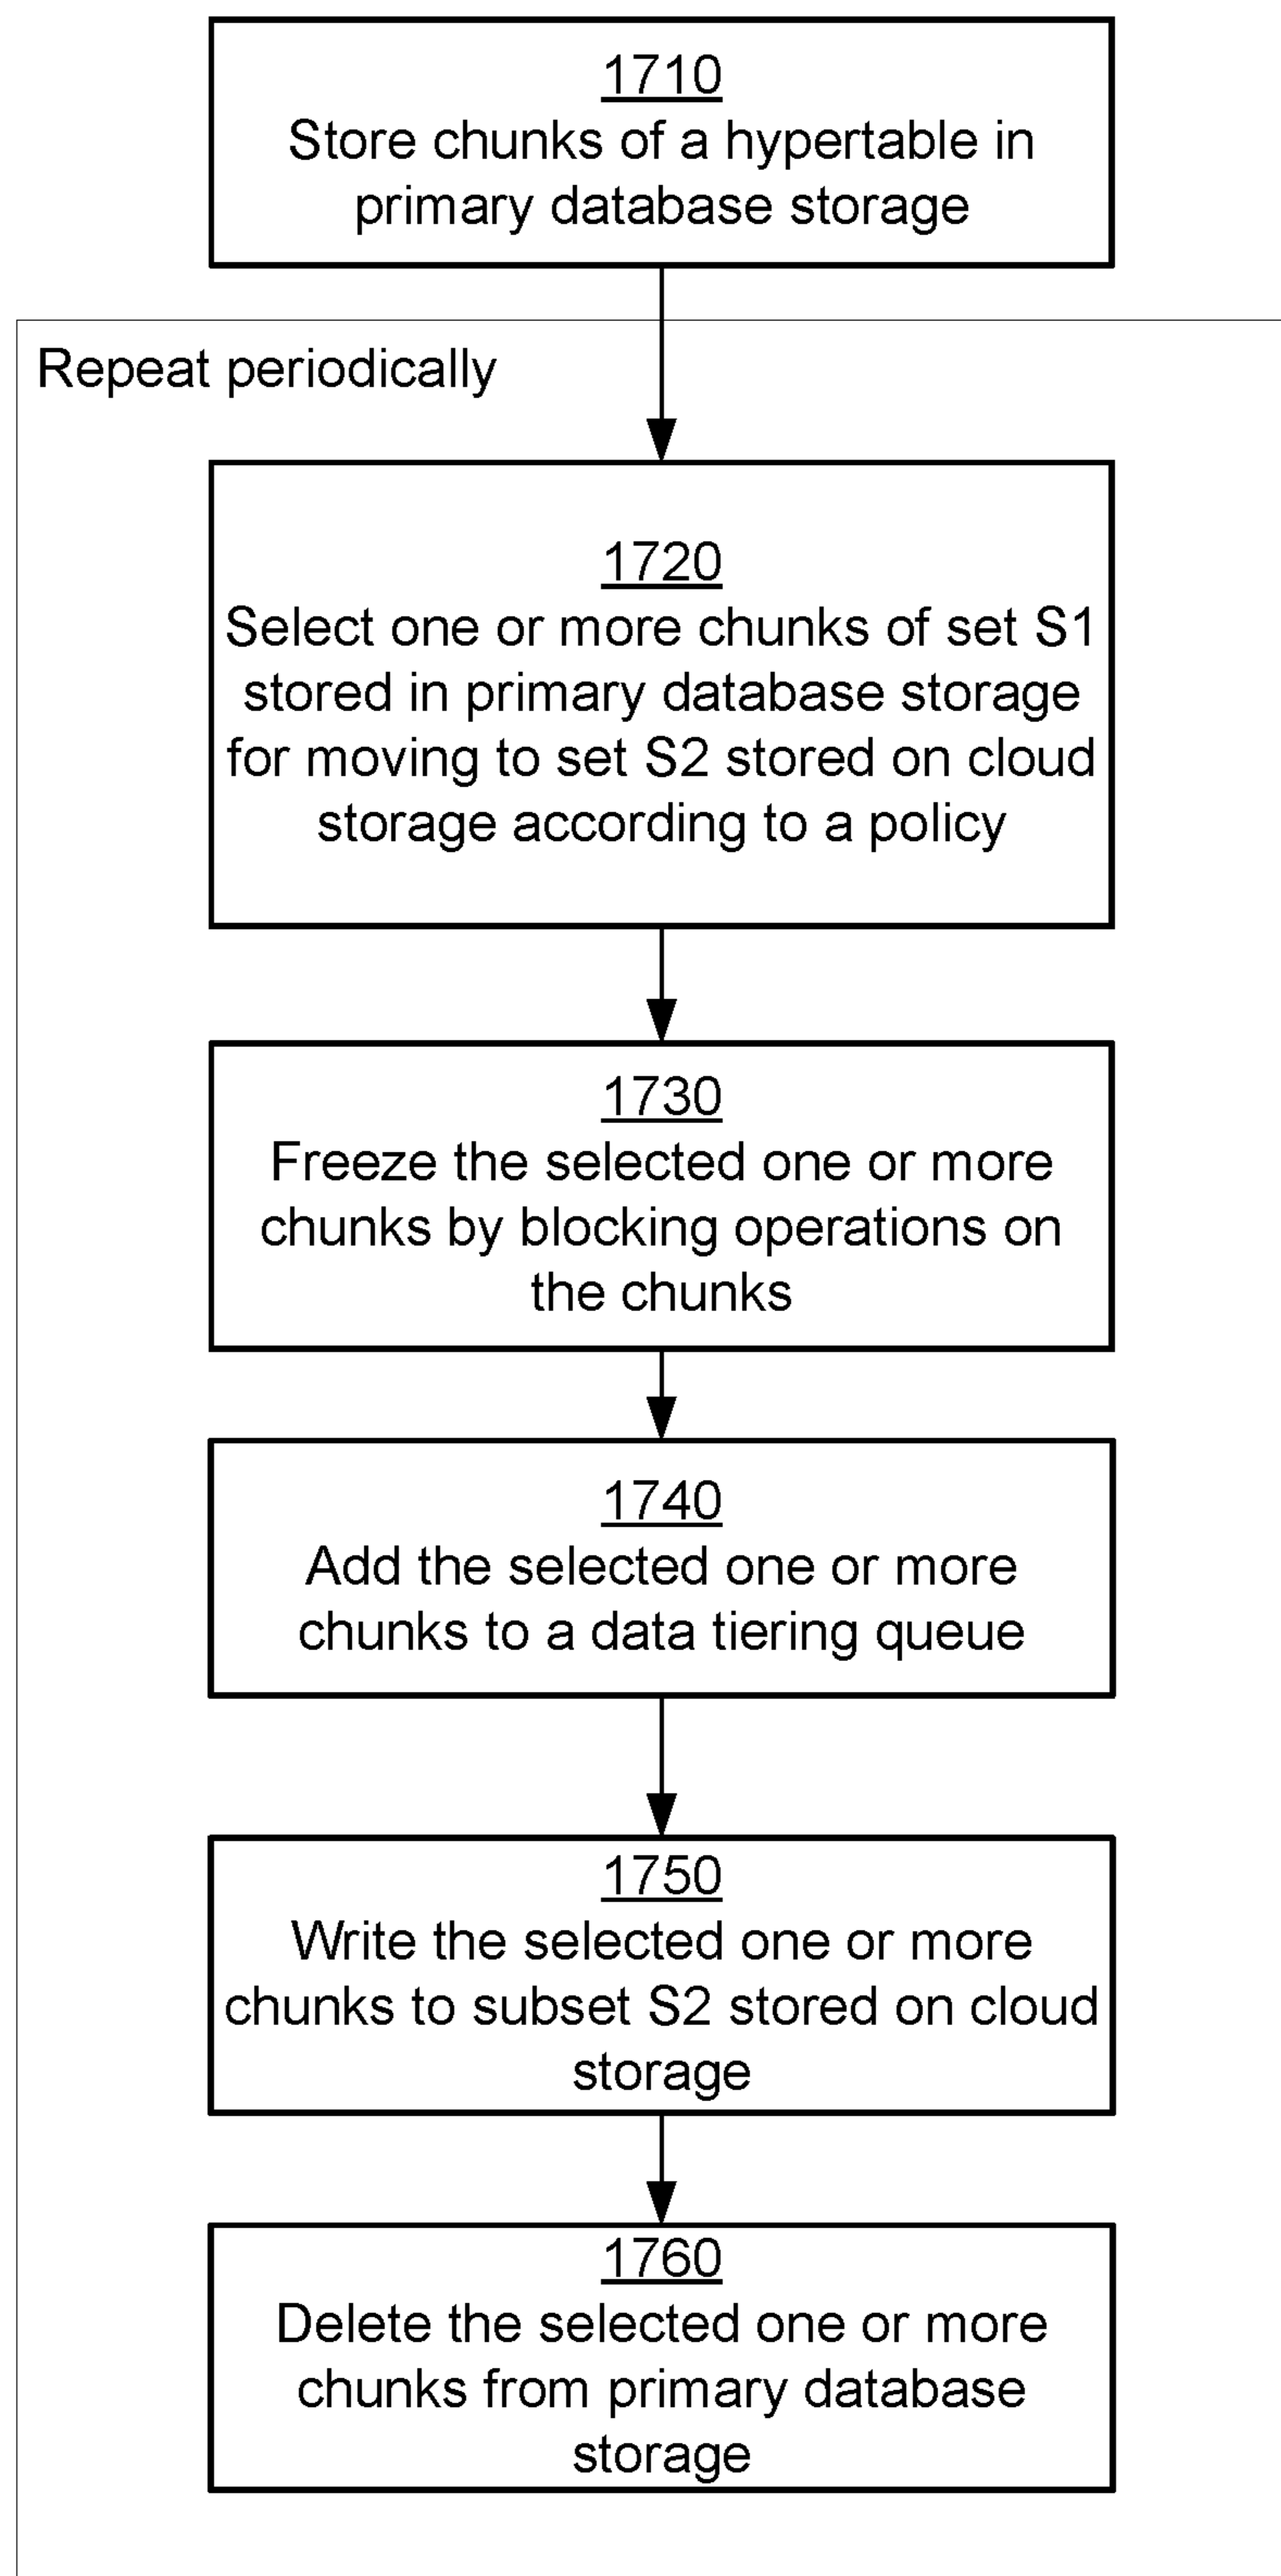 1710
Store chunks of a hypertable in
primary database storage
Repeat periodically
1720
Select one or more chunks of set S1
stored in primary database storage
for moving to set S2 stored on cloud
storage according to a policy
1730
Freeze the selected one or more
chunks by blocking operations on
the chunks
1740
Add the selected one or more
chunks to a data tiering queue
1750
Write the selected one or more
chunks to subset S2 stored on cloud
storage
1760
Delete the selected one or more
chunks from primary database
storage